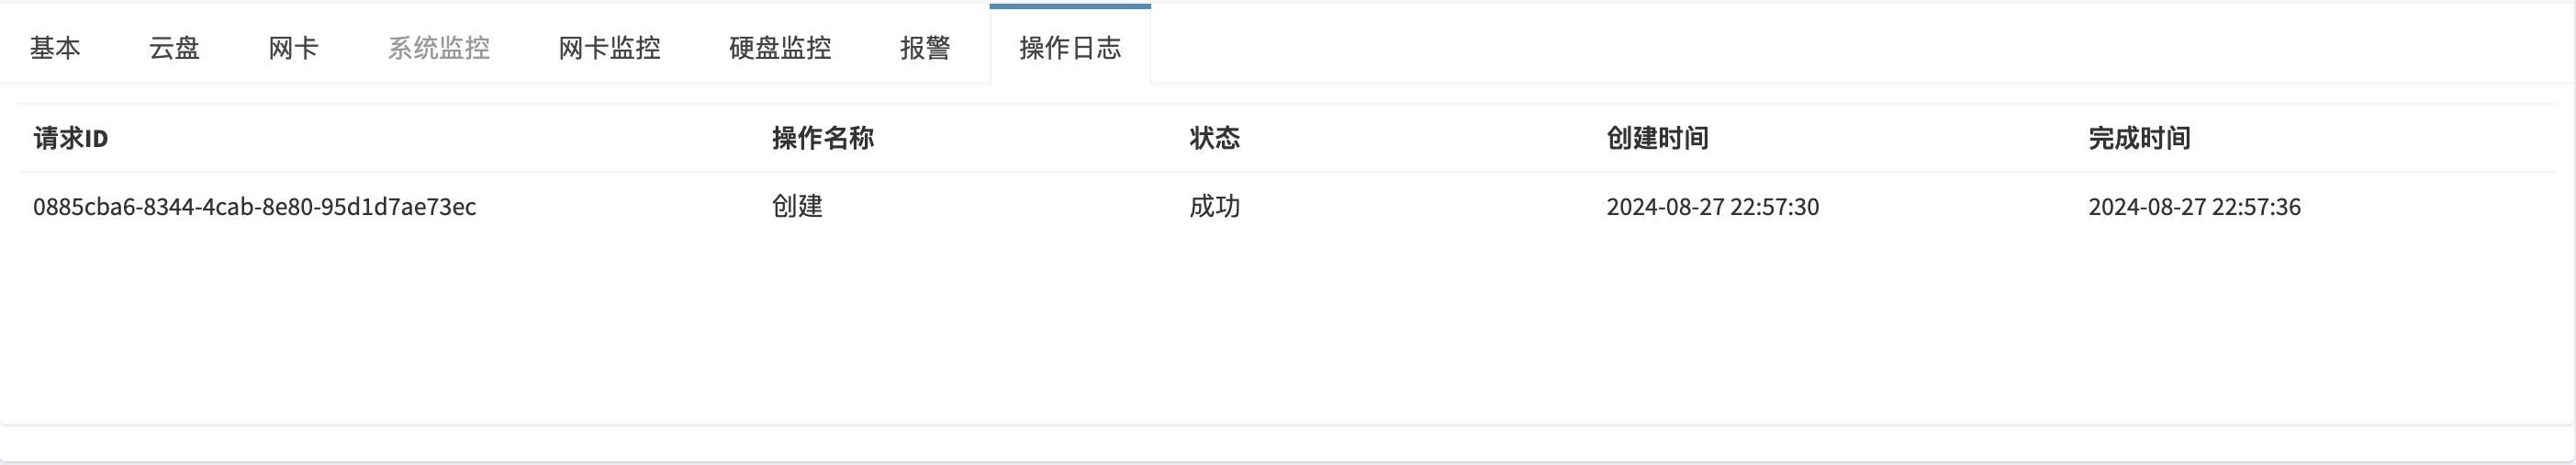 基本 云盘 网卡 系统监控 网卡监控 硬盘监控 报警 操作日志
请求ID 操作名称 状态 创建时间 完成时间
0885cba6-8344-4cab-8e80-95d1d7ae73ec 创建 成功 2024-08-27 22:57:30 2024-08-27 22:57:36